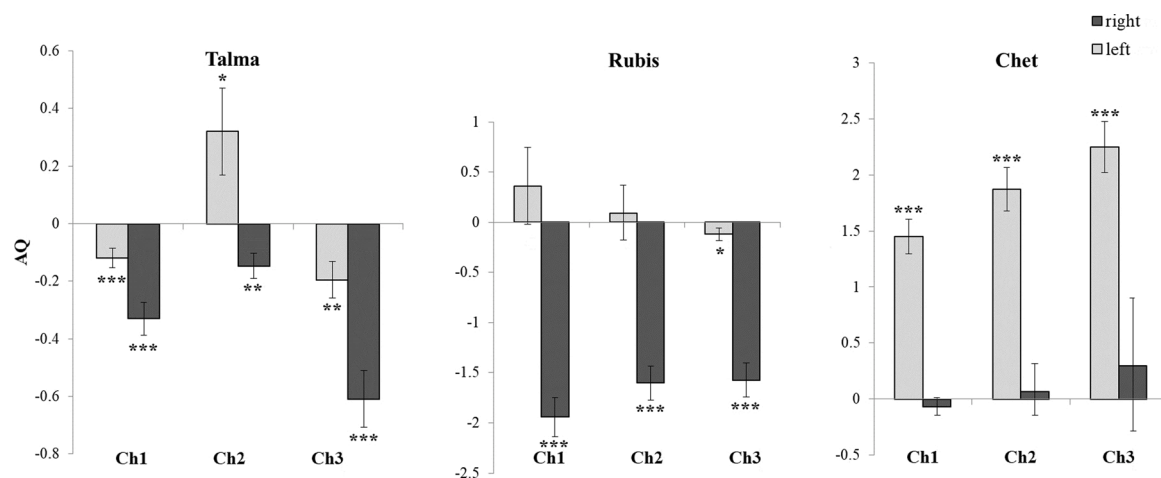 right
left
Talma
Rubis
Chet
AQ
0.6
0.4
0.2
0
-0.2
-0.4
-0.6
-0.8
*
***
***
**
**
***
Ch1
Ch2
Ch3
1
0.5
0
-0.5
-1
-1.5
-2
-2.5
*
***
***
***
Ch1
Ch2
Ch3
3
2.5
2
1.5
1
0.5
0
-0.5
***
***
***
Ch1
Ch2
Ch3